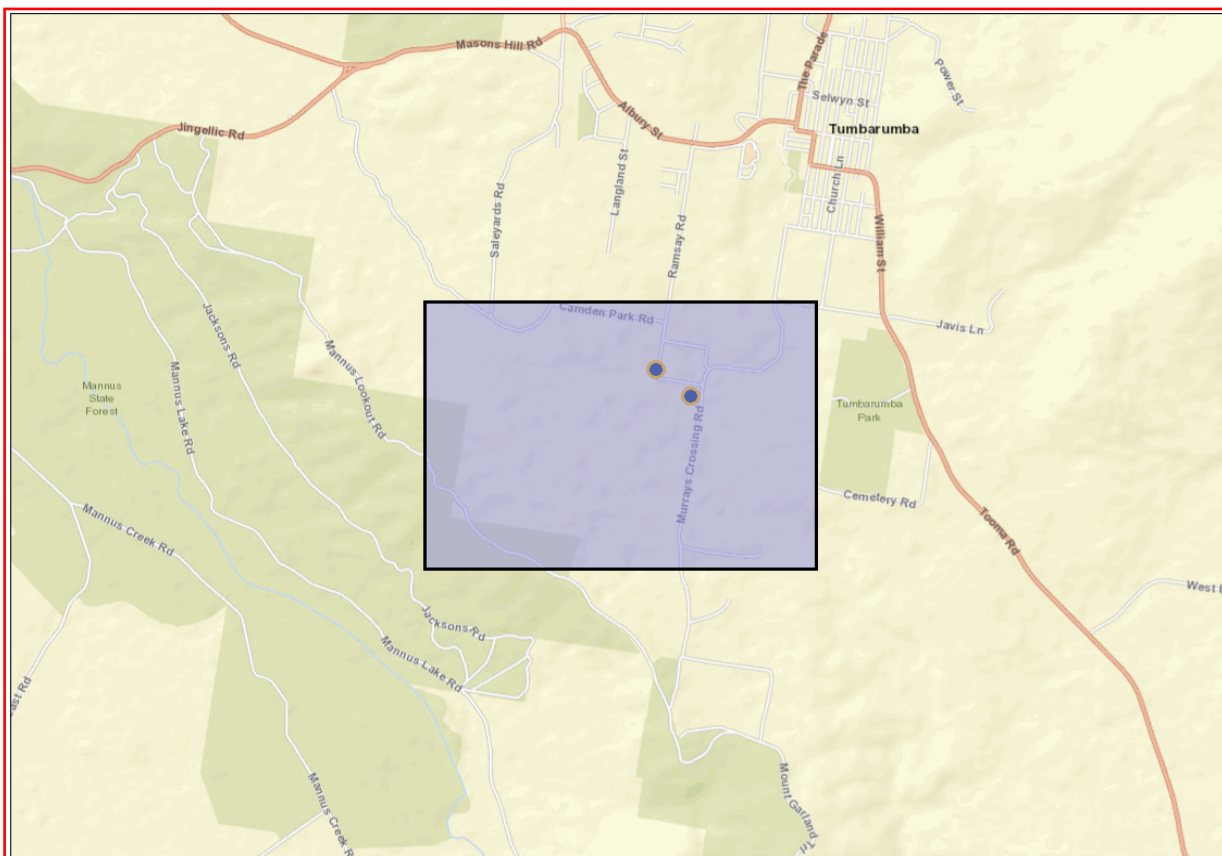 Masons Hill Rd
The Parade
Power St
Selwyn St
Albury St
Tumbarumba
Jingellic Rd
Langland St
Church Ln
Saleyards Rd
Ramsay Rd
William St
Camden Park Rd
Javis Ln
Jacksons Rd
Mannus Lookout Rd
Mannus Lake Rd
Mannus
State
Forest
Tumbarumba
Park
Murrays Crossing Rd
Cemetery Rd
Mannus Creek Rd
Tooma Rd
West
Jacksons Rd
Mannus Lake Rd
ast Rd
Mannus Creek Rd
Mount Garland Trl